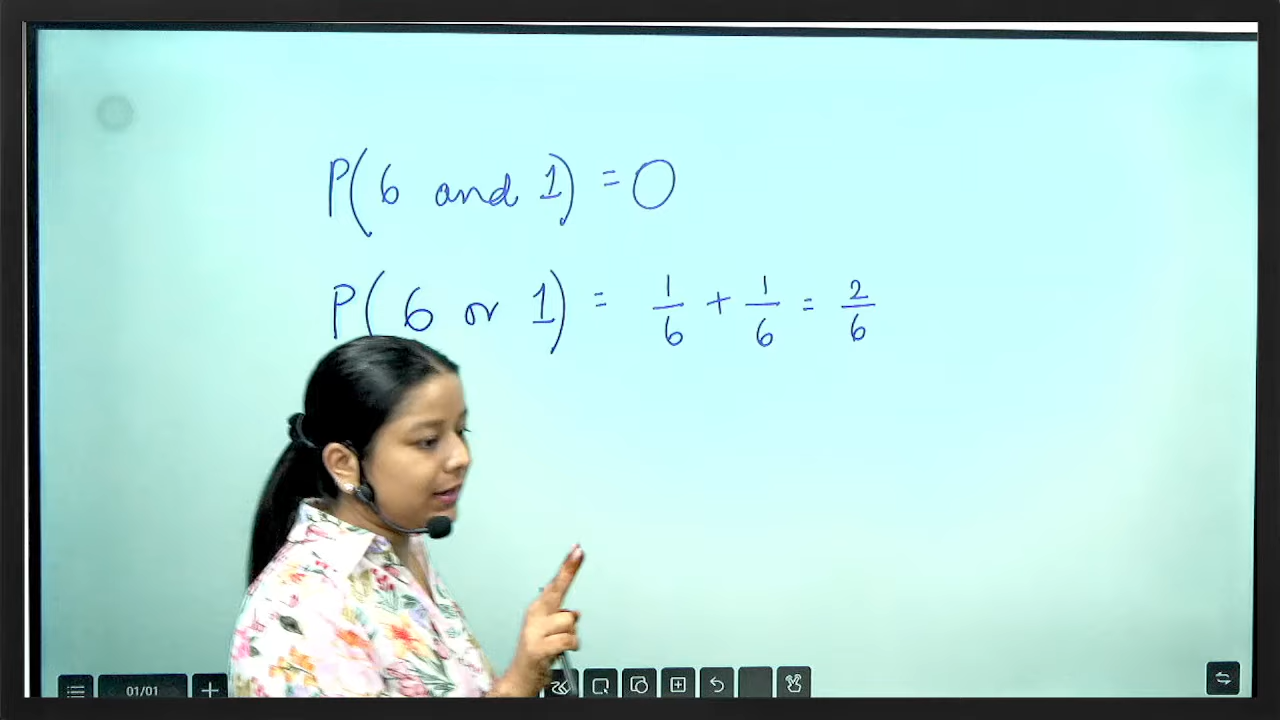 P(6 and 1) = 0
P(6 or 1) = 1/6 + 1/6 = 2/6
01/01